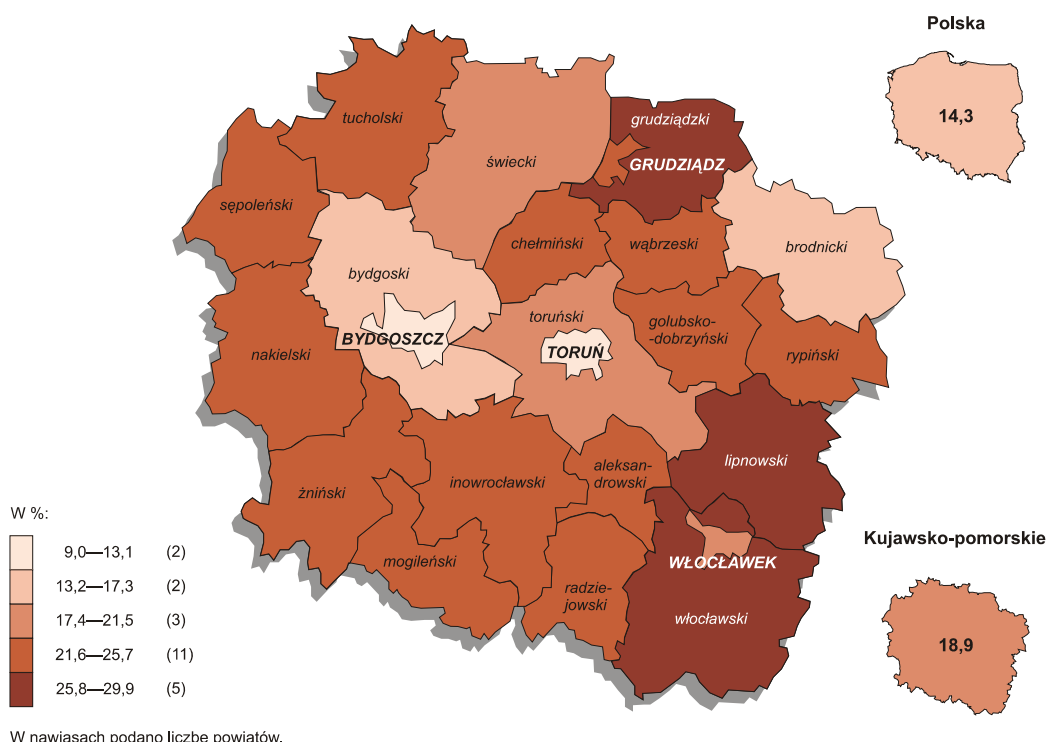 Polska
14,3
tucholski
grudziądzki
GRUDZIĄDZ
świecki
sępoleński
chełmiński
wąbrzeski
brodnicki
bydgoski
toruński
golubsko-
-dobrzyński
BYDGOSZCZ
TORUŃ
nakielski
rypiński
lipnowski
aleksan-
drowski
inowrocławski
żniński
mogileński
radzie-
jowski
WŁOCŁAWEK
włocławski
W %:
9,0—13,1 (2)
13,2—17,3 (2)
17,4—21,5 (3)
21,6—25,7 (11)
25,8—29,9 (5)
Kujawsko-pomorskie
18,9
W nawiasach podano liczbę powiatów.